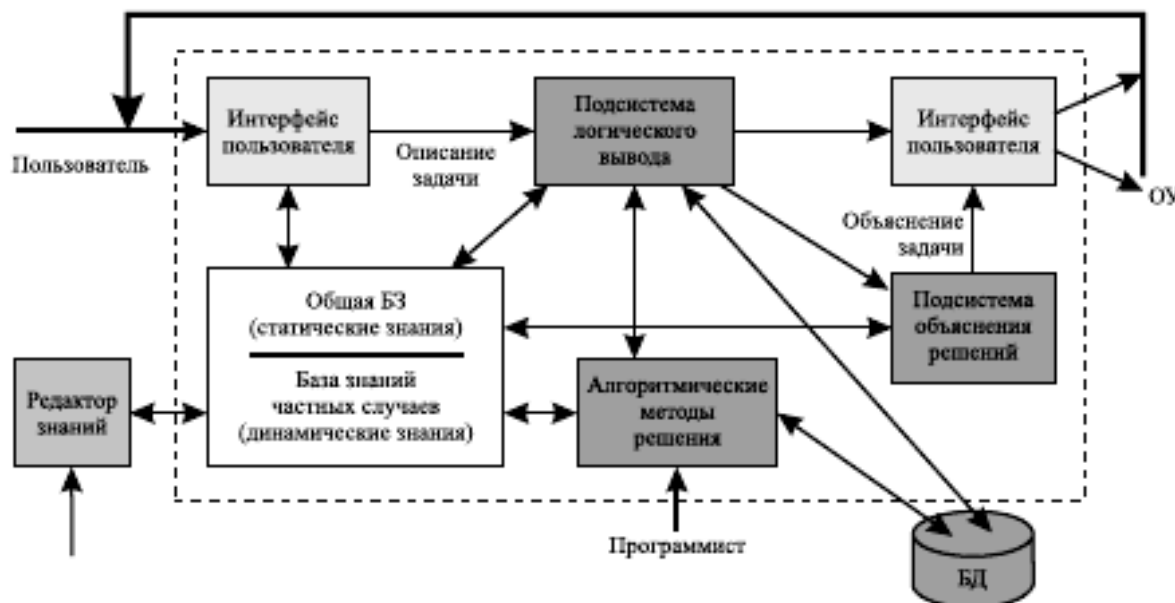 Интерфейс
пользователя
Подсистема
логического
вывода
Интерфейс
пользователя
Пользователь
Описание
задачи
ОУ
Объяснение
задачи
Общая БЗ
(статические знания)
База знаний
частных случаев
(динамические знания)
Подсистема
объяснения
решений
Редактор
знаний
Алгоритмические
методы
решения
Программист
БД